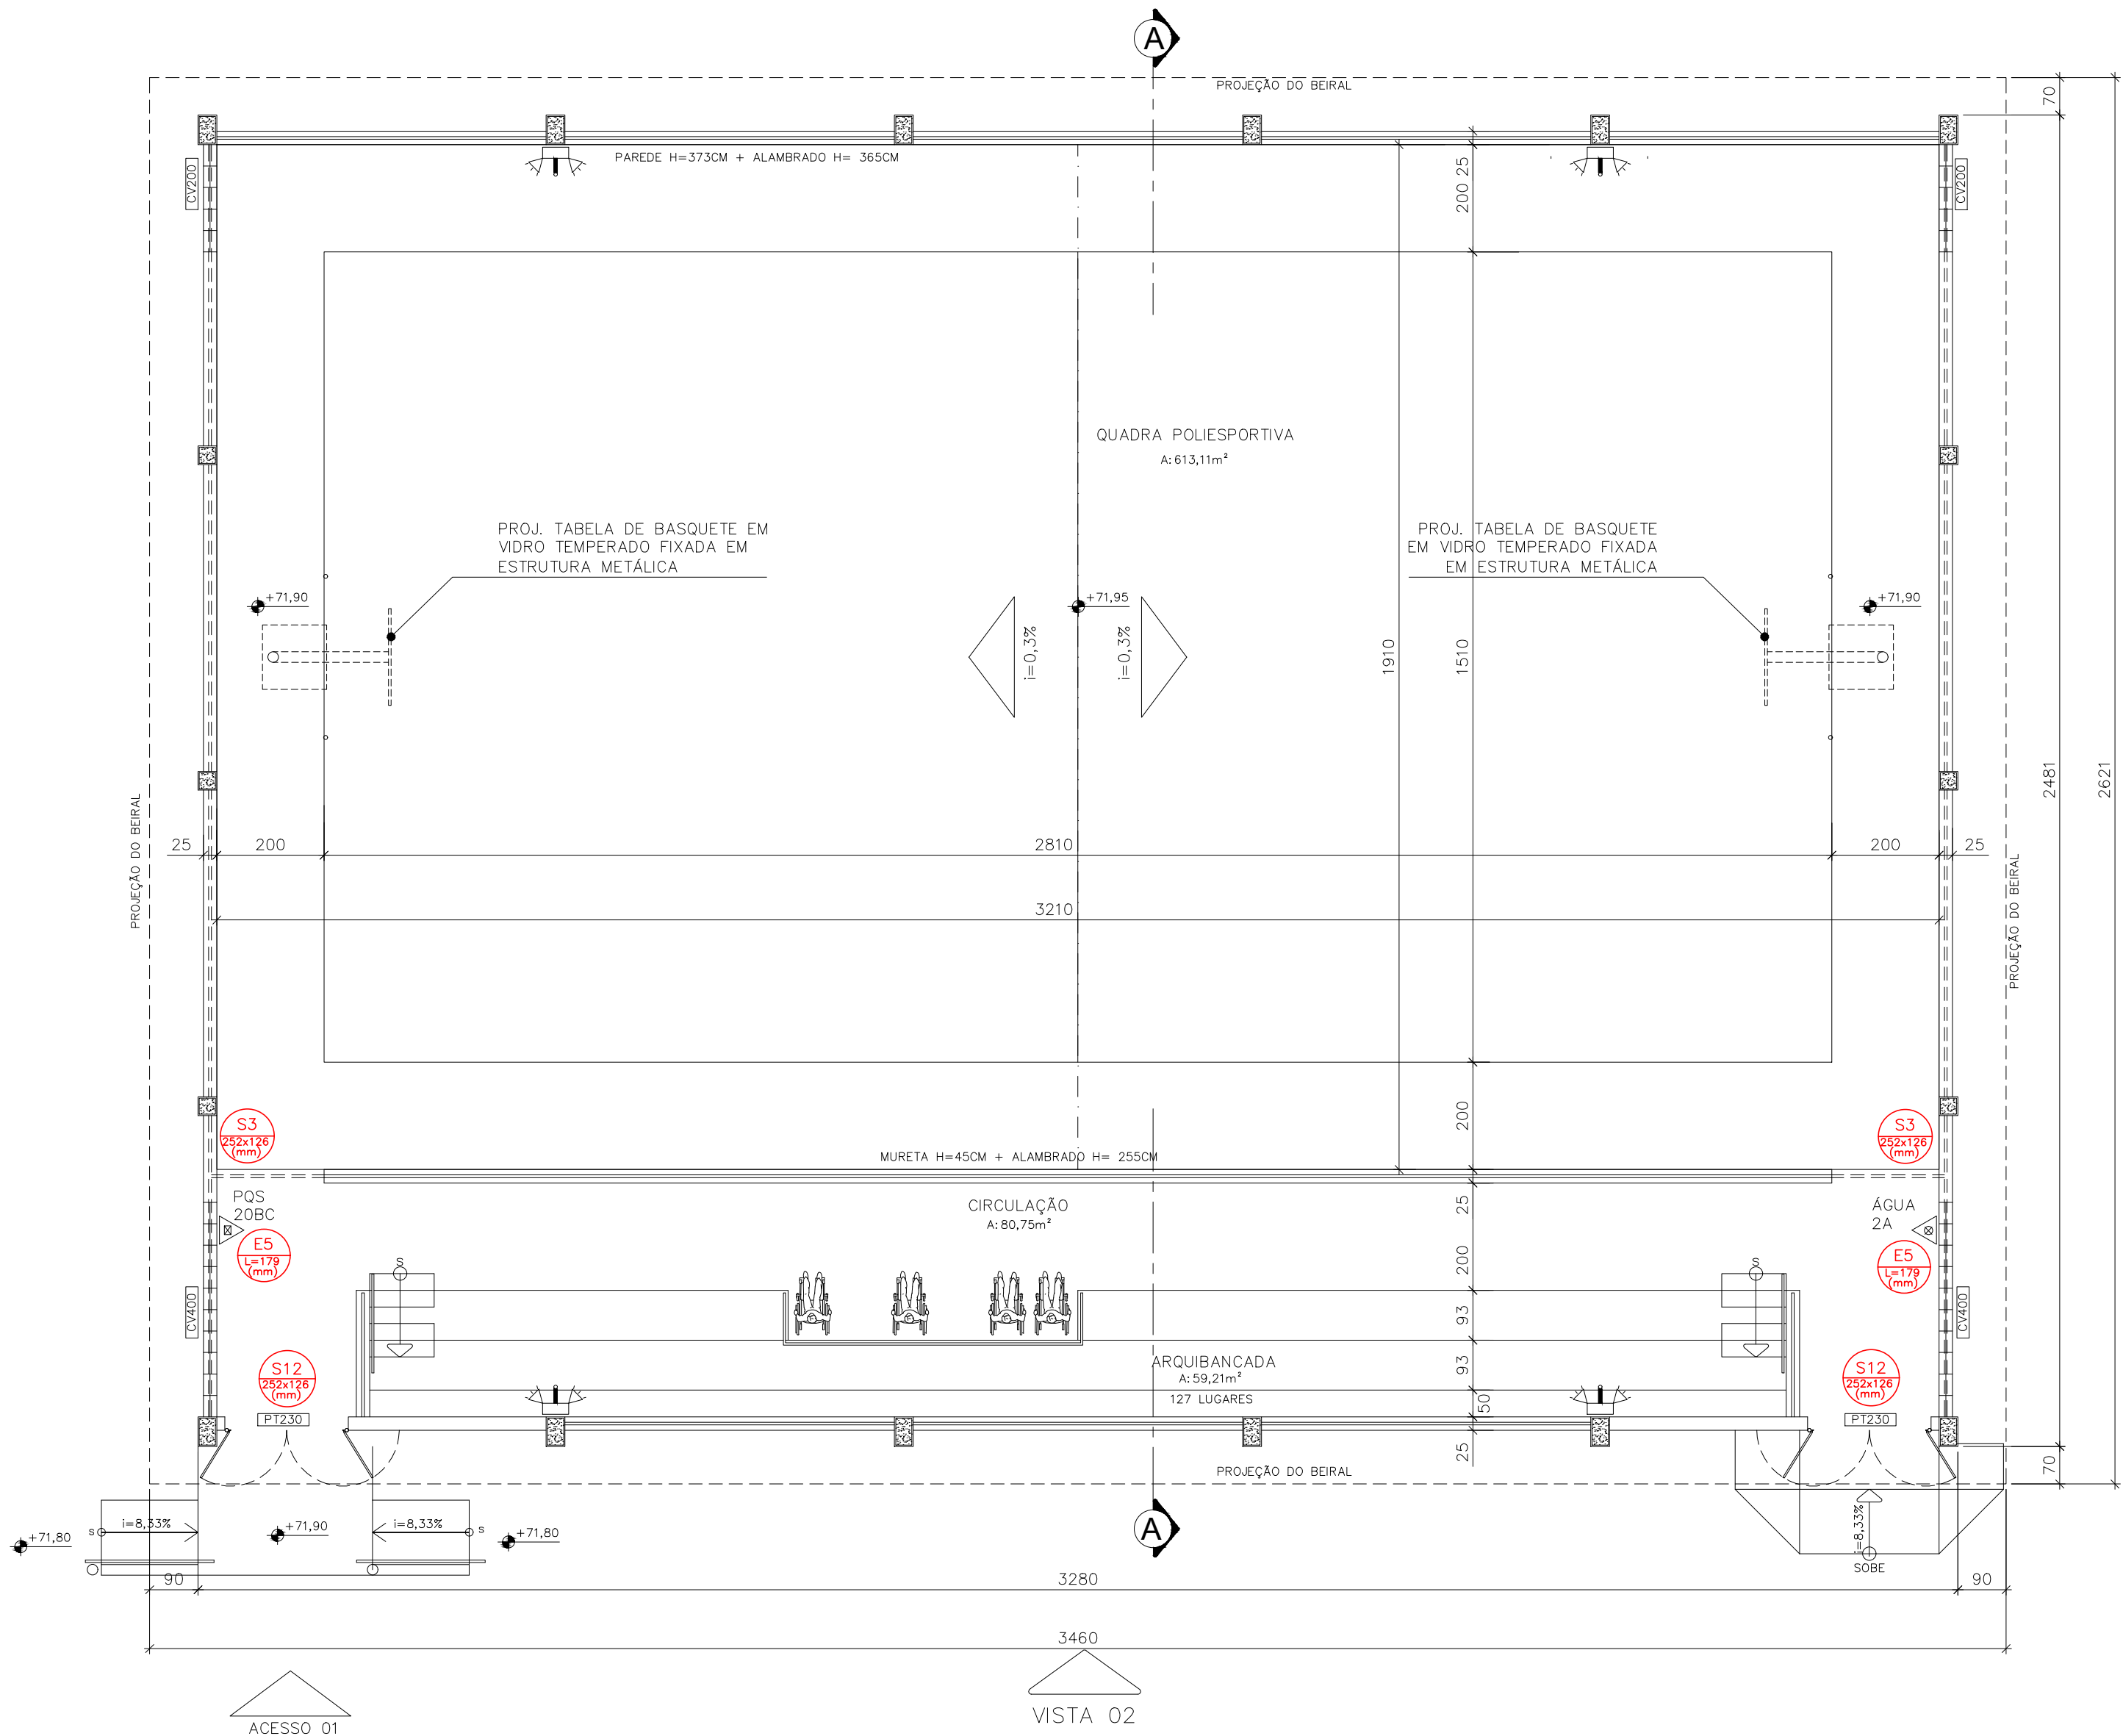 A
PROJEÇÃO DO BEIRAL
70
PAREDE H=373CM + ALAMBRADO H= 365CM
CV200
CV200
25
200
QUADRA POLIESPORTIVA
A: 613,11m²
PROJ. TABELA DE BASQUETE EM
VIDRO TEMPERADO FIXADA EM
ESTRUTURA METÁLICA
PROJ. TABELA DE BASQUETE
EM VIDRO TEMPERADO FIXADA
EM ESTRUTURA METÁLICA
+71,90
+71,95
+71,90
i=0,3%
i=0,3%
1910
1510
2481
2621
PROJEÇÃO DO BEIRAL
25
200
2810
200
25
3210
PROJEÇÃO DO BEIRAL
S3
252x126
(mm)
200
S3
252x126
(mm)
MURETA H=45CM + ALAMBRADO H= 255CM
PQS
20BC
CIRCULAÇÃO
A: 80,75m²
25
ÁGUA
2A
E5
L=179
(mm)
200
E5
L=179
(mm)
S
S
CV400
93
CV400
S12
252x126
(mm)
ARQUIBANCADA
A: 59,21m²
127 LUGARES
93
50
S12
252x126
(mm)
PT230
PT230
25
PROJEÇÃO DO BEIRAL
70
+71,80
S
i=8,33%
+71,90
i=8,33%
S
+71,80
A
i=8,33%
SOBE
90
3280
90
3460
ACESSO 01
VISTA 02